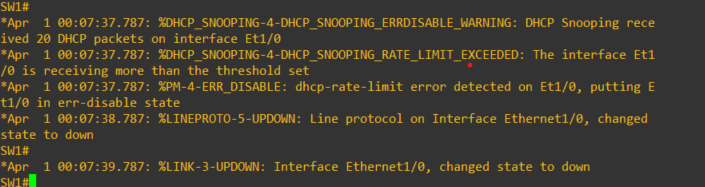 SW1#
*Apr  1 00:07:37.787: %DHCP_SNOOPING-4-DHCP_SNOOPING_ERRDISABLE_WARNING: DHCP Snooping rece
ived 20 DHCP packets on interface Et1/0
*Apr  1 00:07:37.787: %DHCP_SNOOPING-4-DHCP_SNOOPING_RATE_LIMIT_EXCEEDED: The interface Et1
/0 is receiving more than the threshold set
*Apr  1 00:07:37.787: %PM-4-ERR_DISABLE: dhcp-rate-limit error detected on Et1/0, putting E
t1/0 in err-disable state
*Apr  1 00:07:38.787: %LINEPROTO-5-UPDOWN: Line protocol on Interface Ethernet1/0, changed
state to down
SW1#
*Apr  1 00:07:39.787: %LINK-3-UPDOWN: Interface Ethernet1/0, changed state to down
SW1#